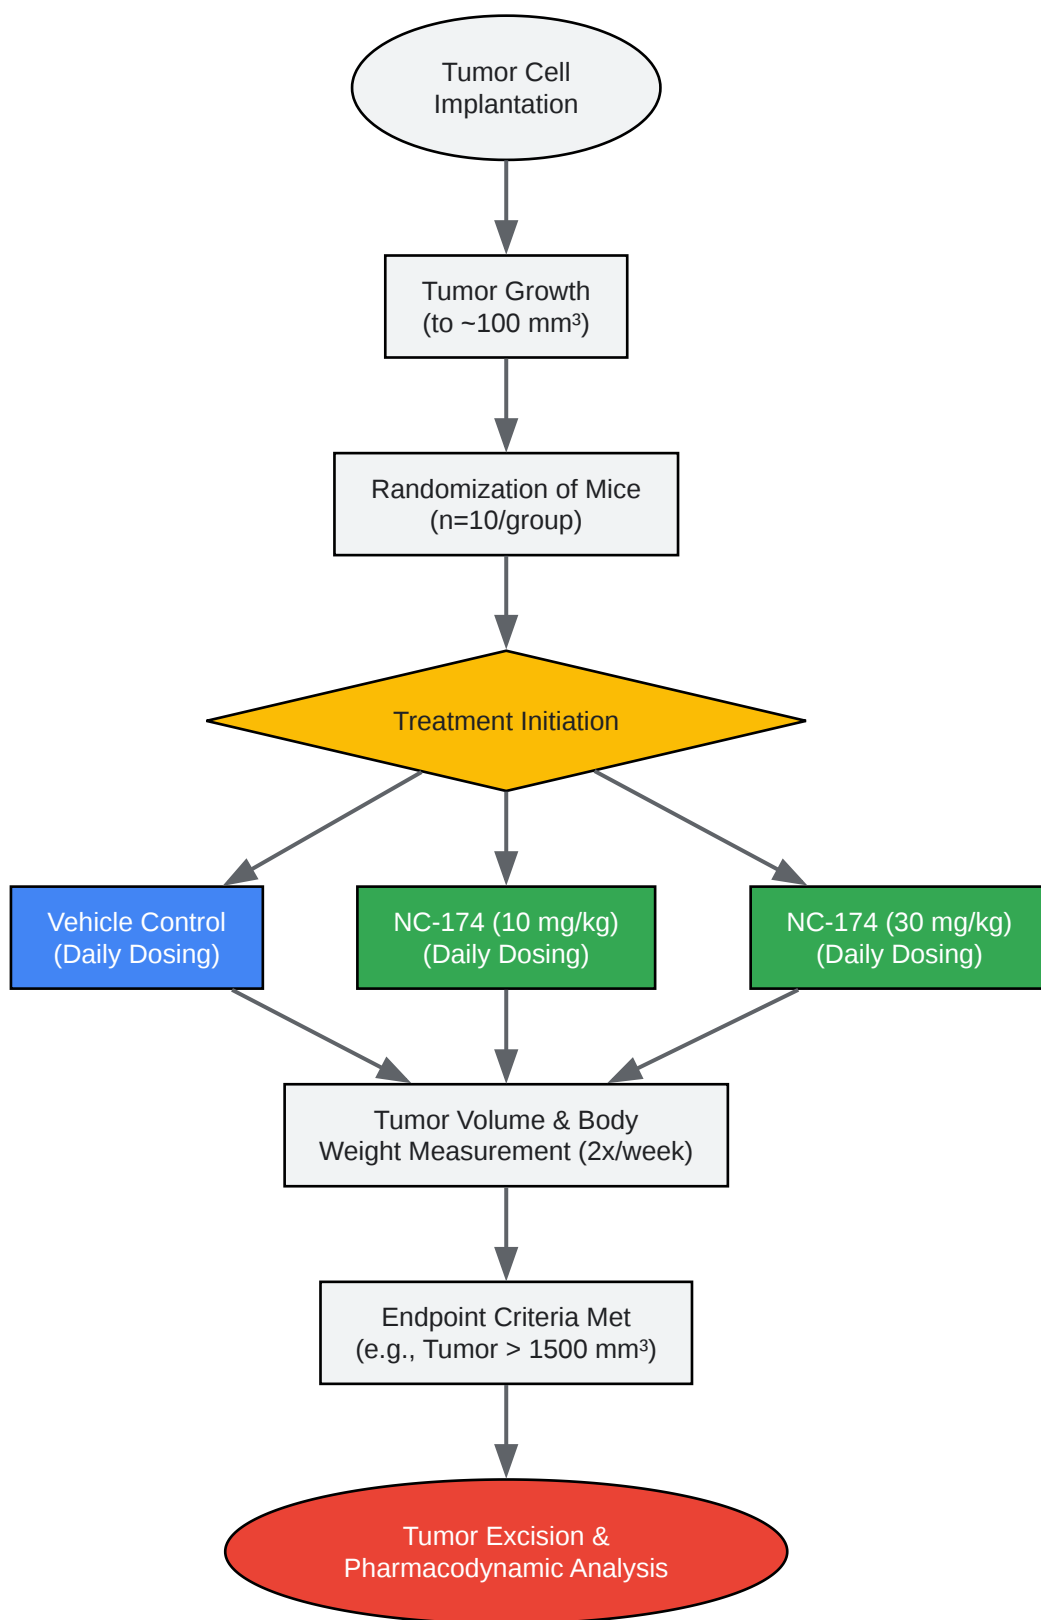 Tumor Cell
Implantation
Tumor Growth
(to ~100 mm³)
Randomization of Mice
(n=10/group)
Treatment Initiation
Vehicle Control
(Daily Dosing)
NC-174 (10 mg/kg)
(Daily Dosing)
NC-174 (30 mg/kg)
(Daily Dosing)
Tumor Volume & Body
Weight Measurement (2x/week)
Endpoint Criteria Met
(e.g., Tumor > 1500 mm³)
Tumor Excision &
Pharmacodynamic Analysis